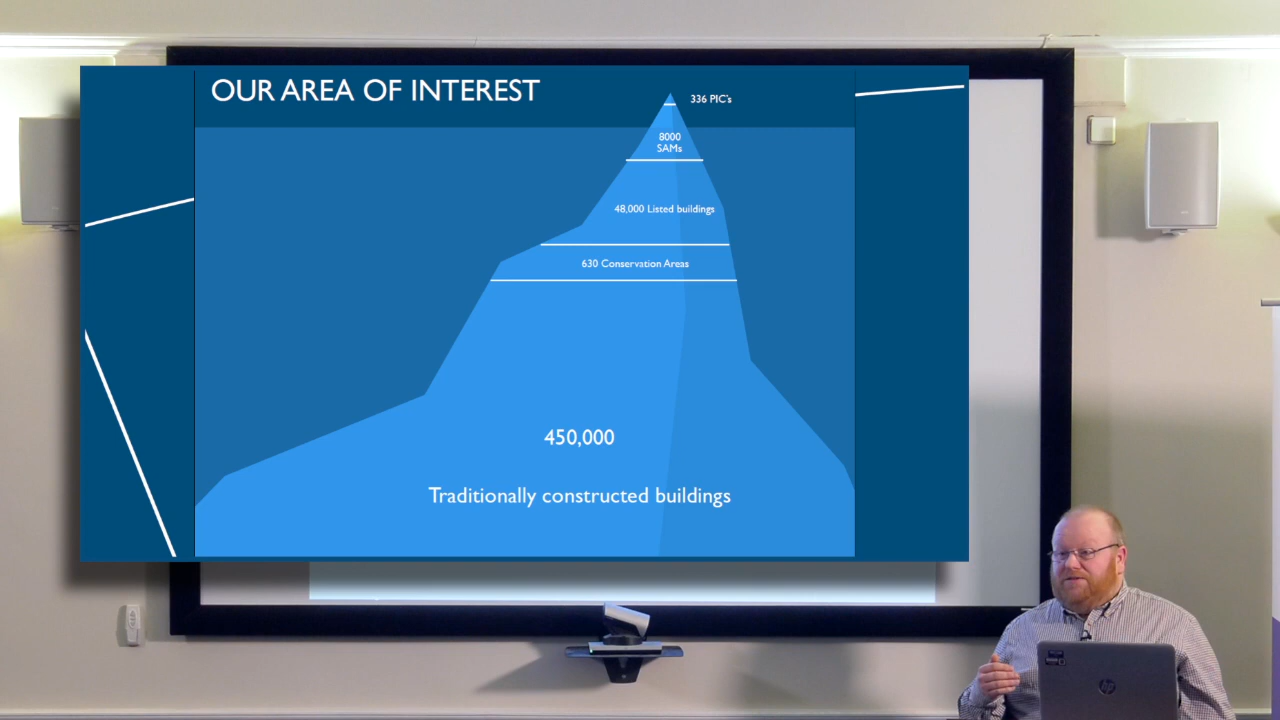 OUR AREA OF INTEREST
336 PIC's
8000
SAMs
48,000 Listed buildings
630 Conservation Areas
450,000
Traditionally constructed buildings
hp